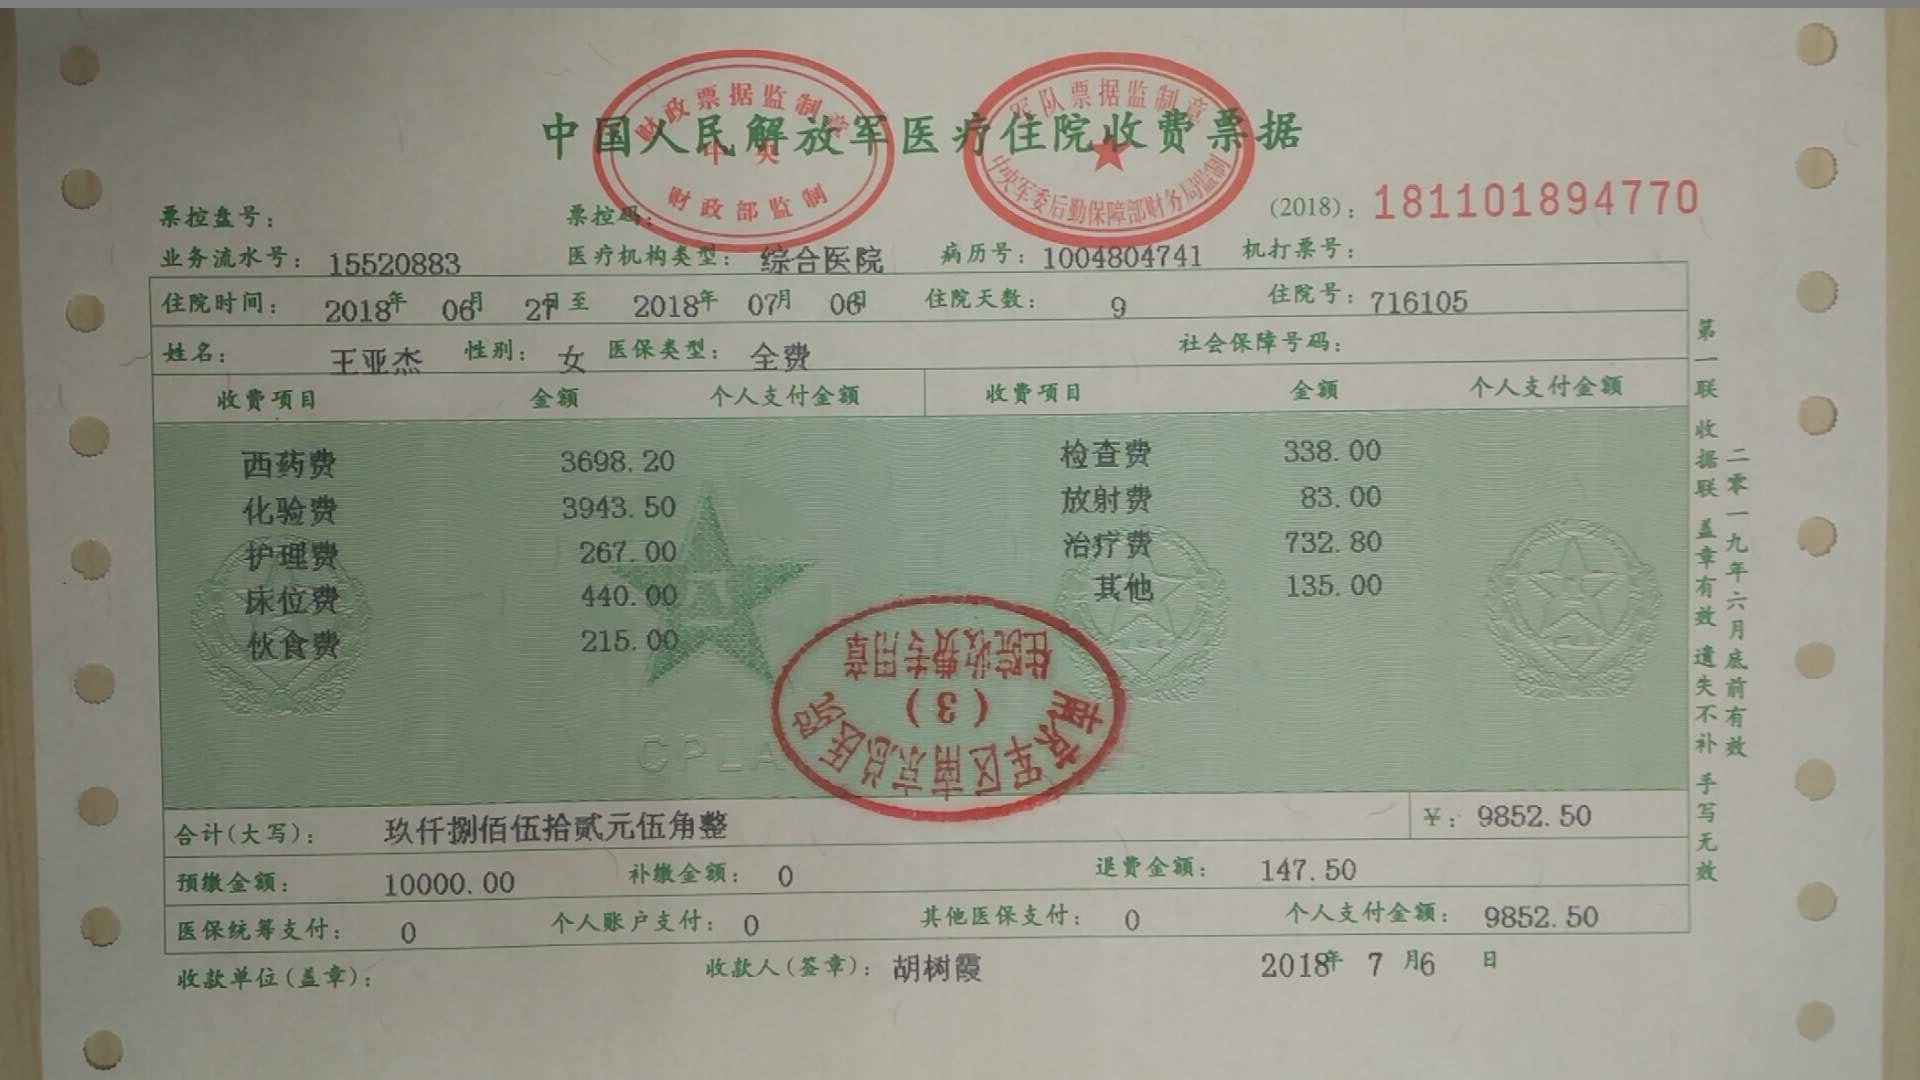 中国人民解放军医疗住院收费票据
财政票据监制章
中央
财政部监制
军队票据监制章
中央军委后勤保障部财务局监制
票控盘号： 票控码： (2018)：181101894770
业务流水号：15520883 医疗机构类型：综合医院 病历号：1004804741 机打票号：
住院时间：2018年 06月 27日至 2018年 07月 06日 住院天数：9 住院号：716105
姓名：王亚杰 性别：女 医保类型：全费 社会保障号码：
收费项目 金额 个人支付金额 收费项目 金额 个人支付金额
西药费 3698.20 检查费 338.00
化验费 3943.50 放射费 83.00
护理费 267.00 治疗费 732.80
床位费 440.00 其他 135.00
伙食费 215.00
CPLA
南京军区南京总医院
(3)
住院收费专用章
合计(大写)：玖仟捌佰伍拾贰元伍角整 ¥：9852.50
预缴金额：10000.00 补缴金额：0 退费金额：147.50
医保统筹支付：0 个人账户支付：0 其他医保支付：0 个人支付金额：9852.50
收款单位(盖章)： 收款人(签章)：胡树霞 2018年 7月6日
第一联 收据联 盖章有效 遗失不补 手写无效
二零一九年六月底前有效